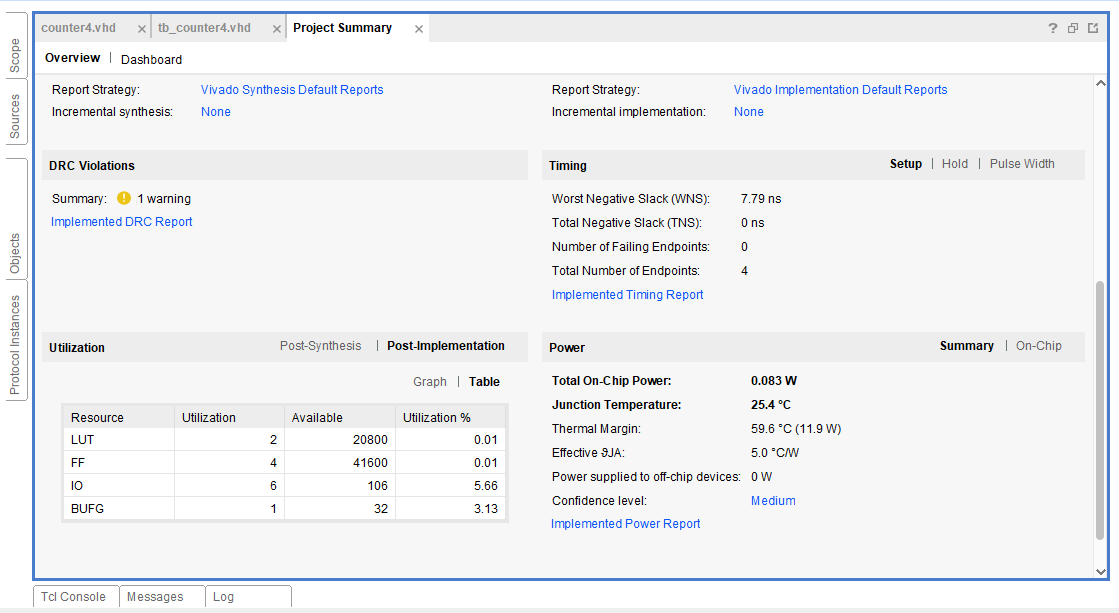 counter4.vhd × tb_counter4.vhd × Project Summary × ?
Overview | Dashboard
Scope
Sources
Objects
Protocol Instances
Report Strategy: Vivado Synthesis Default Reports
Incremental synthesis: None
Report Strategy: Vivado Implementation Default Reports
Incremental implementation: None
DRC Violations
Summary: ! 1 warning
Implemented DRC Report
Timing Setup | Hold | Pulse Width
Worst Negative Slack (WNS): 7.79 ns
Total Negative Slack (TNS): 0 ns
Number of Failing Endpoints: 0
Total Number of Endpoints: 4
Implemented Timing Report
Utilization Post-Synthesis | Post-Implementation
Graph | Table
Resource Utilization Available Utilization %
LUT 2 20800 0.01
FF 4 41600 0.01
IO 6 106 5.66
BUFG 1 32 3.13
Power Summary | On-Chip
Total On-Chip Power: 0.083 W
Junction Temperature: 25.4 °C
Thermal Margin: 59.6 °C (11.9 W)
Effective ϑJA: 5.0 °C/W
Power supplied to off-chip devices: 0 W
Confidence level: Medium
Implemented Power Report
Tcl Console Messages Log